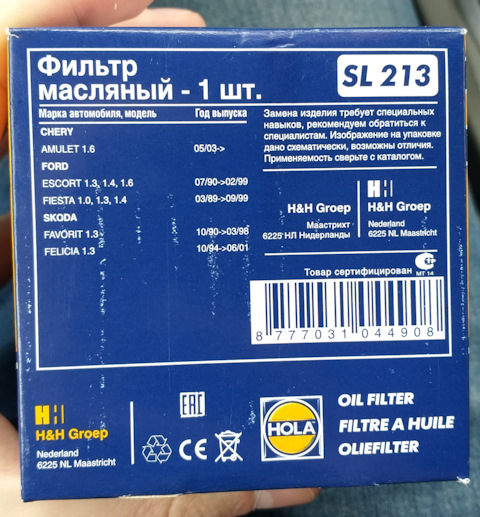 Фильтр
масляный - 1 шт.
SL 213
Марка автомобиля, модель Год выпуска
CHERY
AMULET 1.6 05/03->
FORD
ESCORT 1.3, 1.4, 1.6 07/90->02/99
FIESTA 1.0, 1.3, 1.4 03/89->09/99
SKODA
FAVORIT 1.3 10/90->03/98
FELICIA 1.3 10/94->06/01
Замена изделия требует специальных
навыков, рекомендуем обратиться к
специалистам. Изображение на упаковке
дано схематически, возможны отличия.
Применяемость сверьте с каталогом.
H&H Groep
Маастрихт
6225 НЛ Нидерланды
HH
H&H Groep
Nederland
6225 NL Maastricht
Товар сертифицирован
МТ 14
8 777031 044908
HH
H&H Groep
Nederland
6225 NL Maastricht
EAC
CE
HOLA
OIL FILTER
FILTRE A HUILE
OLIEFILTER